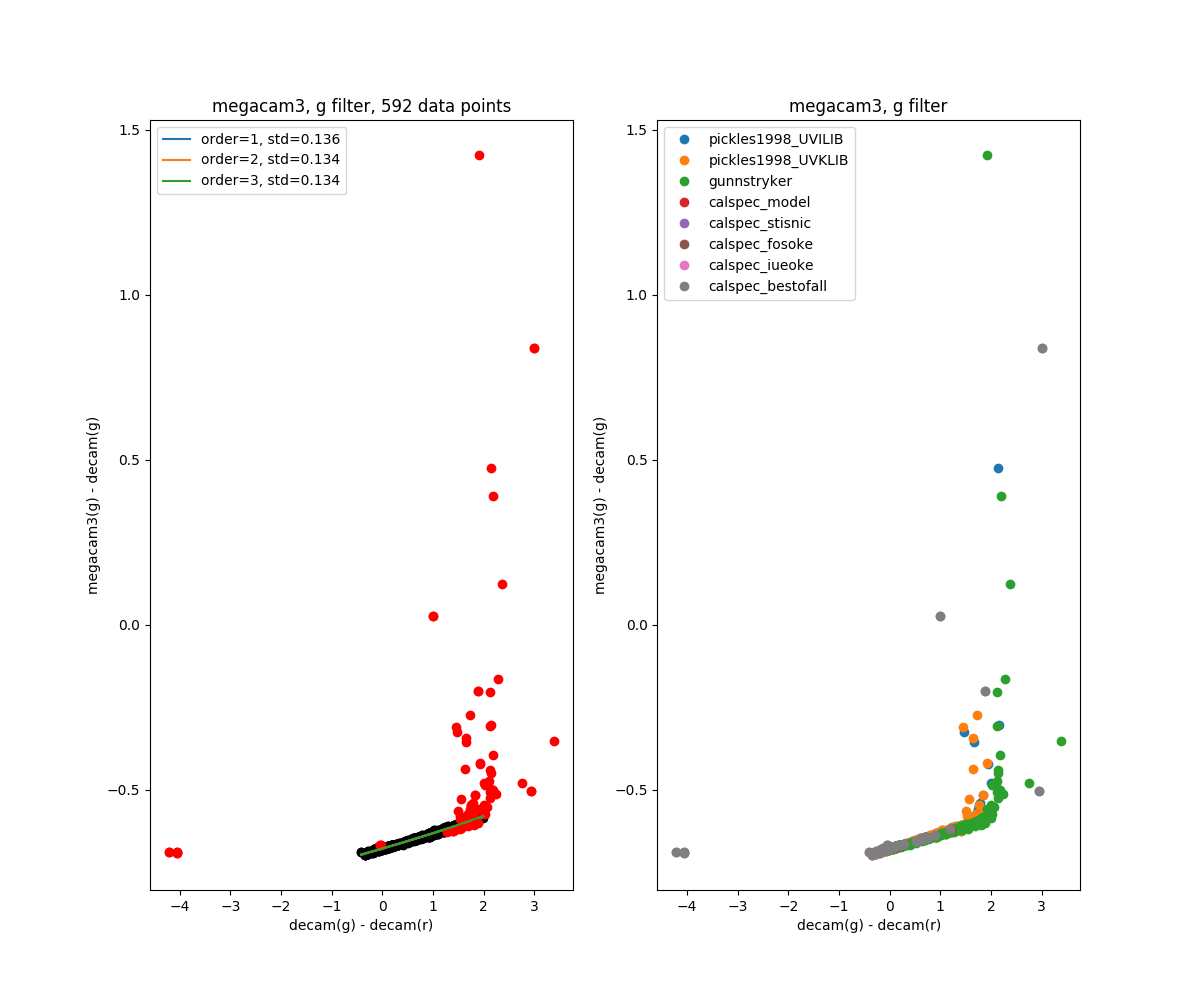 megacam3, g filter, 592 data points
order=1, std=0.136
order=2, std=0.134
order=3, std=0.134
1.5
1.0
0.5
0.0
−0.5
megacam3(g) - decam(g)
−4 −3 −2 −1 0 1 2 3
decam(g) - decam(r)
megacam3, g filter
pickles1998_UVILIB
pickles1998_UVKLIB
gunnstryker
calspec_model
calspec_stisnic
calspec_fosoke
calspec_iueoke
calspec_bestofall
1.5
1.0
0.5
0.0
−0.5
megacam3(g) - decam(g)
−4 −3 −2 −1 0 1 2 3
decam(g) - decam(r)